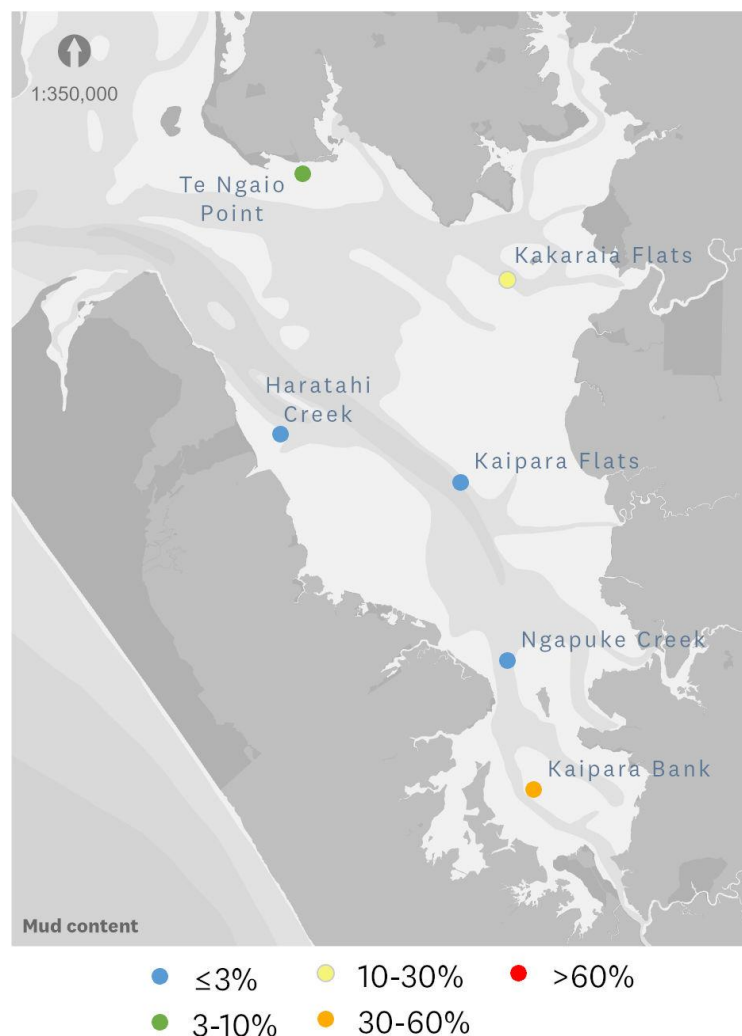 1:350,000
Te Ngaio
Point
Kakaraia Flats
Haratahi
Creek
Kaipara Flats
Ngapuke Creek
Kaipara Bank
Mud content
≤3%
10-30%
>60%
3-10%
30-60%